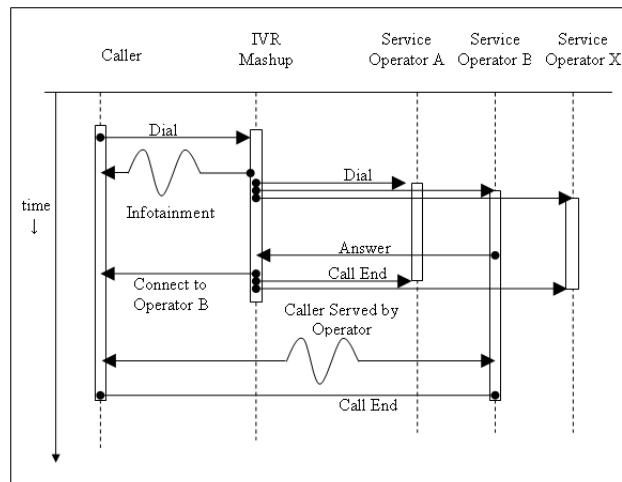 Caller
IVR
Mashup
Service
Operator A
Service
Operator B
Service
Operator X
Dial
Dial
time
↓
Infotainment
Answer
Call End
Connect to
Operator B
Caller Served by
Operator
Call End